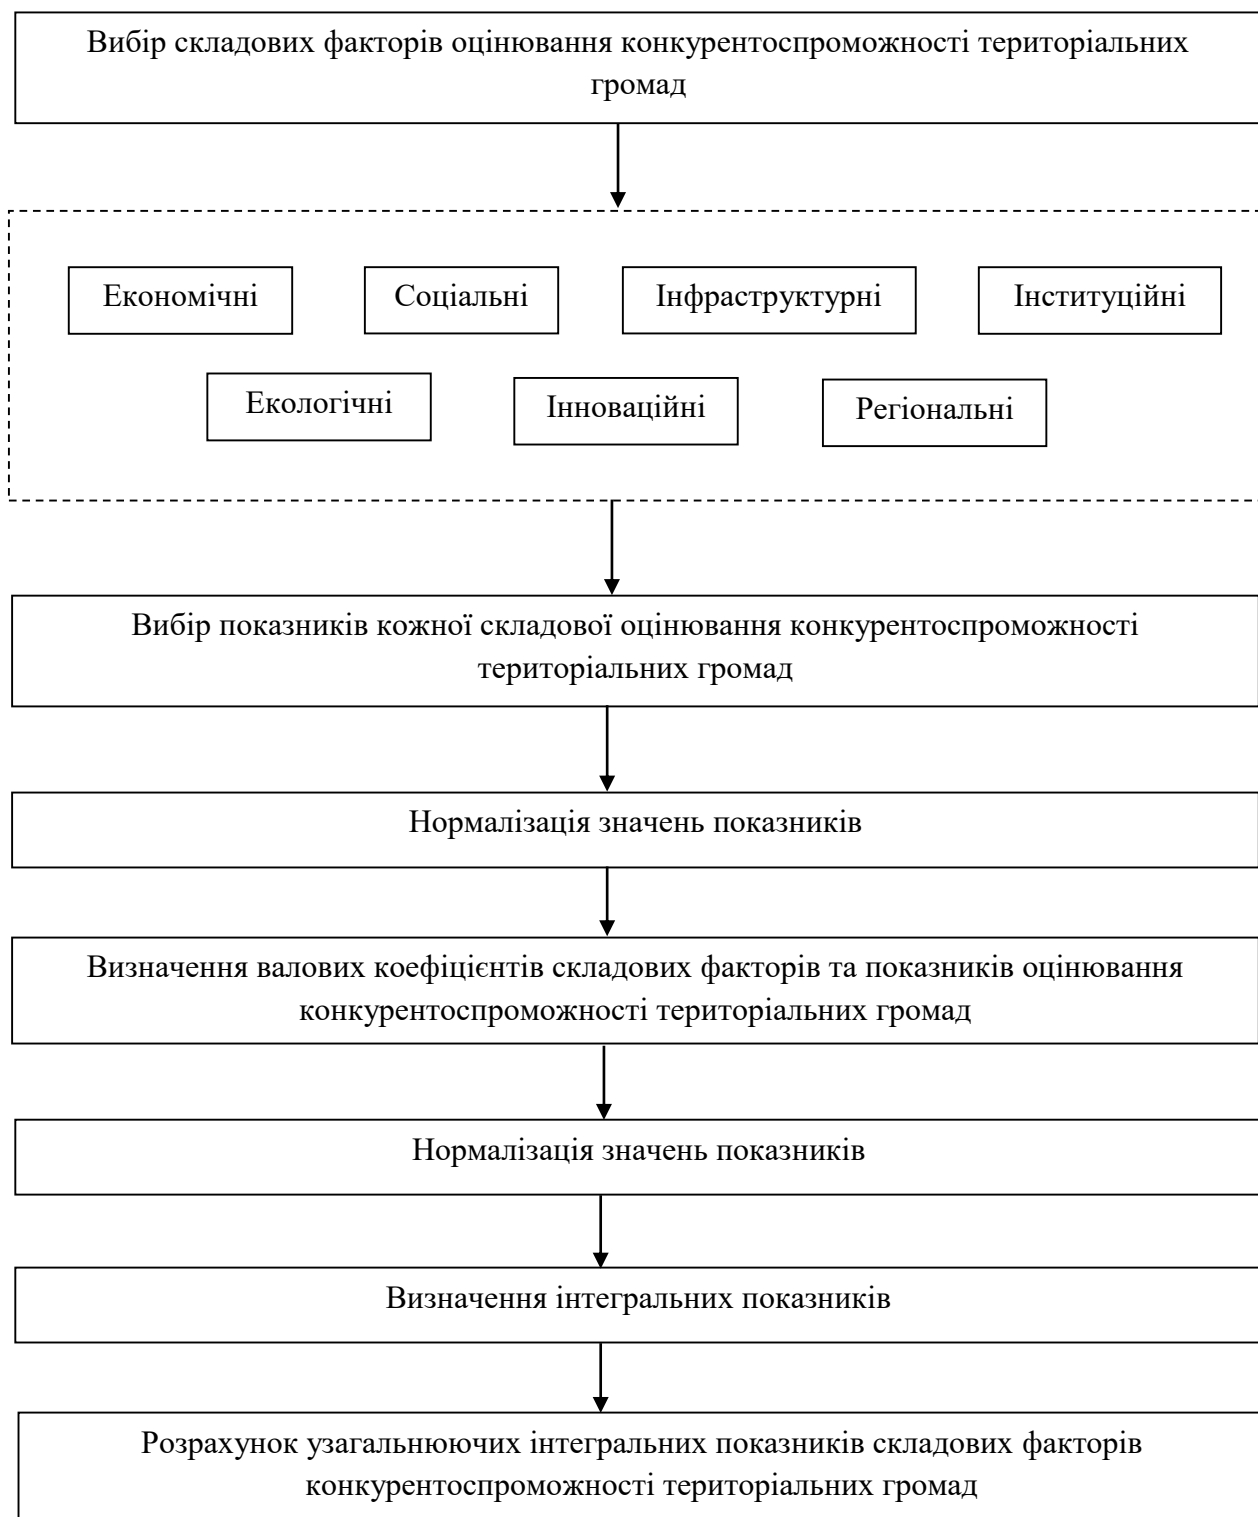 Вибір складових факторів оцінювання конкурентоспроможності територіальних
громад
Економічні
Соціальні
Інфраструктурні
Інституційні
Екологічні
Інноваційні
Регіональні
Вибір показників кожної складової оцінювання конкурентоспроможності
територіальних громад
Нормалізація значень показників
Визначення валових коефіцієнтів складових факторів та показників оцінювання
конкурентоспроможності територіальних громад
Нормалізація значень показників
Визначення інтегральних показників
Розрахунок узагальнюючих інтегральних показників складових факторів
конкурентоспроможності територіальних громад